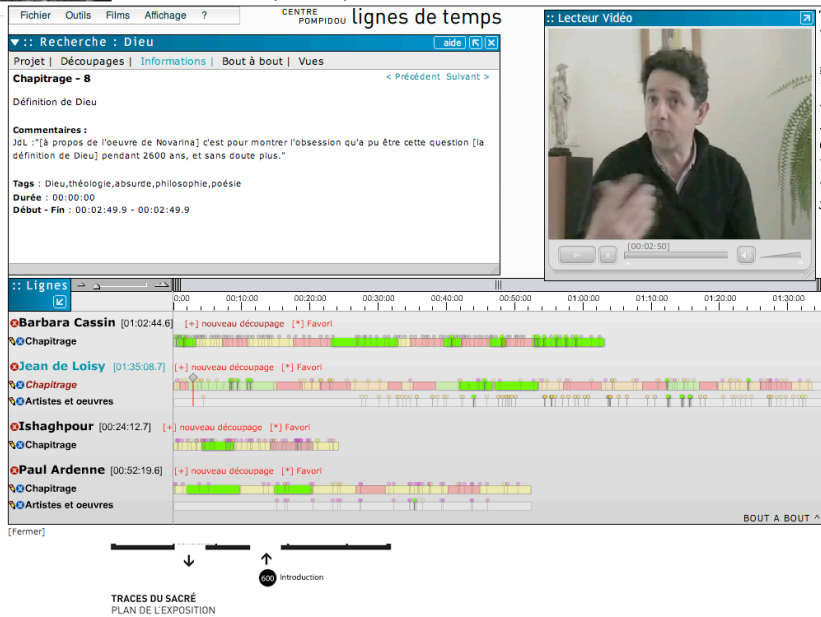 Fichier Outils Films Affichage ?
CENTRE
POMPIDOU lignes de temps
▼:: Recherche : Dieu
aide
Projet | Découpages | Informations | Bout à bout | Vues
Chapitrage - 8
< Précédent Suivant >
Définition de Dieu
Commentaires :
JdL :"[à propos de l'oeuvre de Novarina] c'est pour montrer l'obsession qu'a pu être cette question [la
définition de Dieu] pendant 2600 ans, et sans doute plus."
Tags : Dieu,théologie,absurde,philosophie,poésie
Durée : 00:00:00
Début - Fin : 00:02:49.9 - 00:02:49.9
:: Lecteur Vidéo
[00:02:50]
:: Lignes
0:00 00:10:00 00:20:00 00:30:00 00:40:00 00:50:00 01:00:00 01:10:00 01:20:00 01:30:00
Barbara Cassin [01:02:44.6] [+] nouveau découpage [*] Favori
Chapitrage
Jean de Loisy [01:35:08.7] [+] nouveau découpage [*] Favori
Chapitrage
Artistes et oeuvres
Ishaghpour [00:24:12.7] [+] nouveau découpage [*] Favori
Chapitrage
Paul Ardenne [00:52:19.6] [+] nouveau découpage [*] Favori
Chapitrage
Artistes et oeuvres
BOUT A BOUT ^
[Fermer]
600 Introduction
TRACES DU SACRÉ
PLAN DE L'EXPOSITION